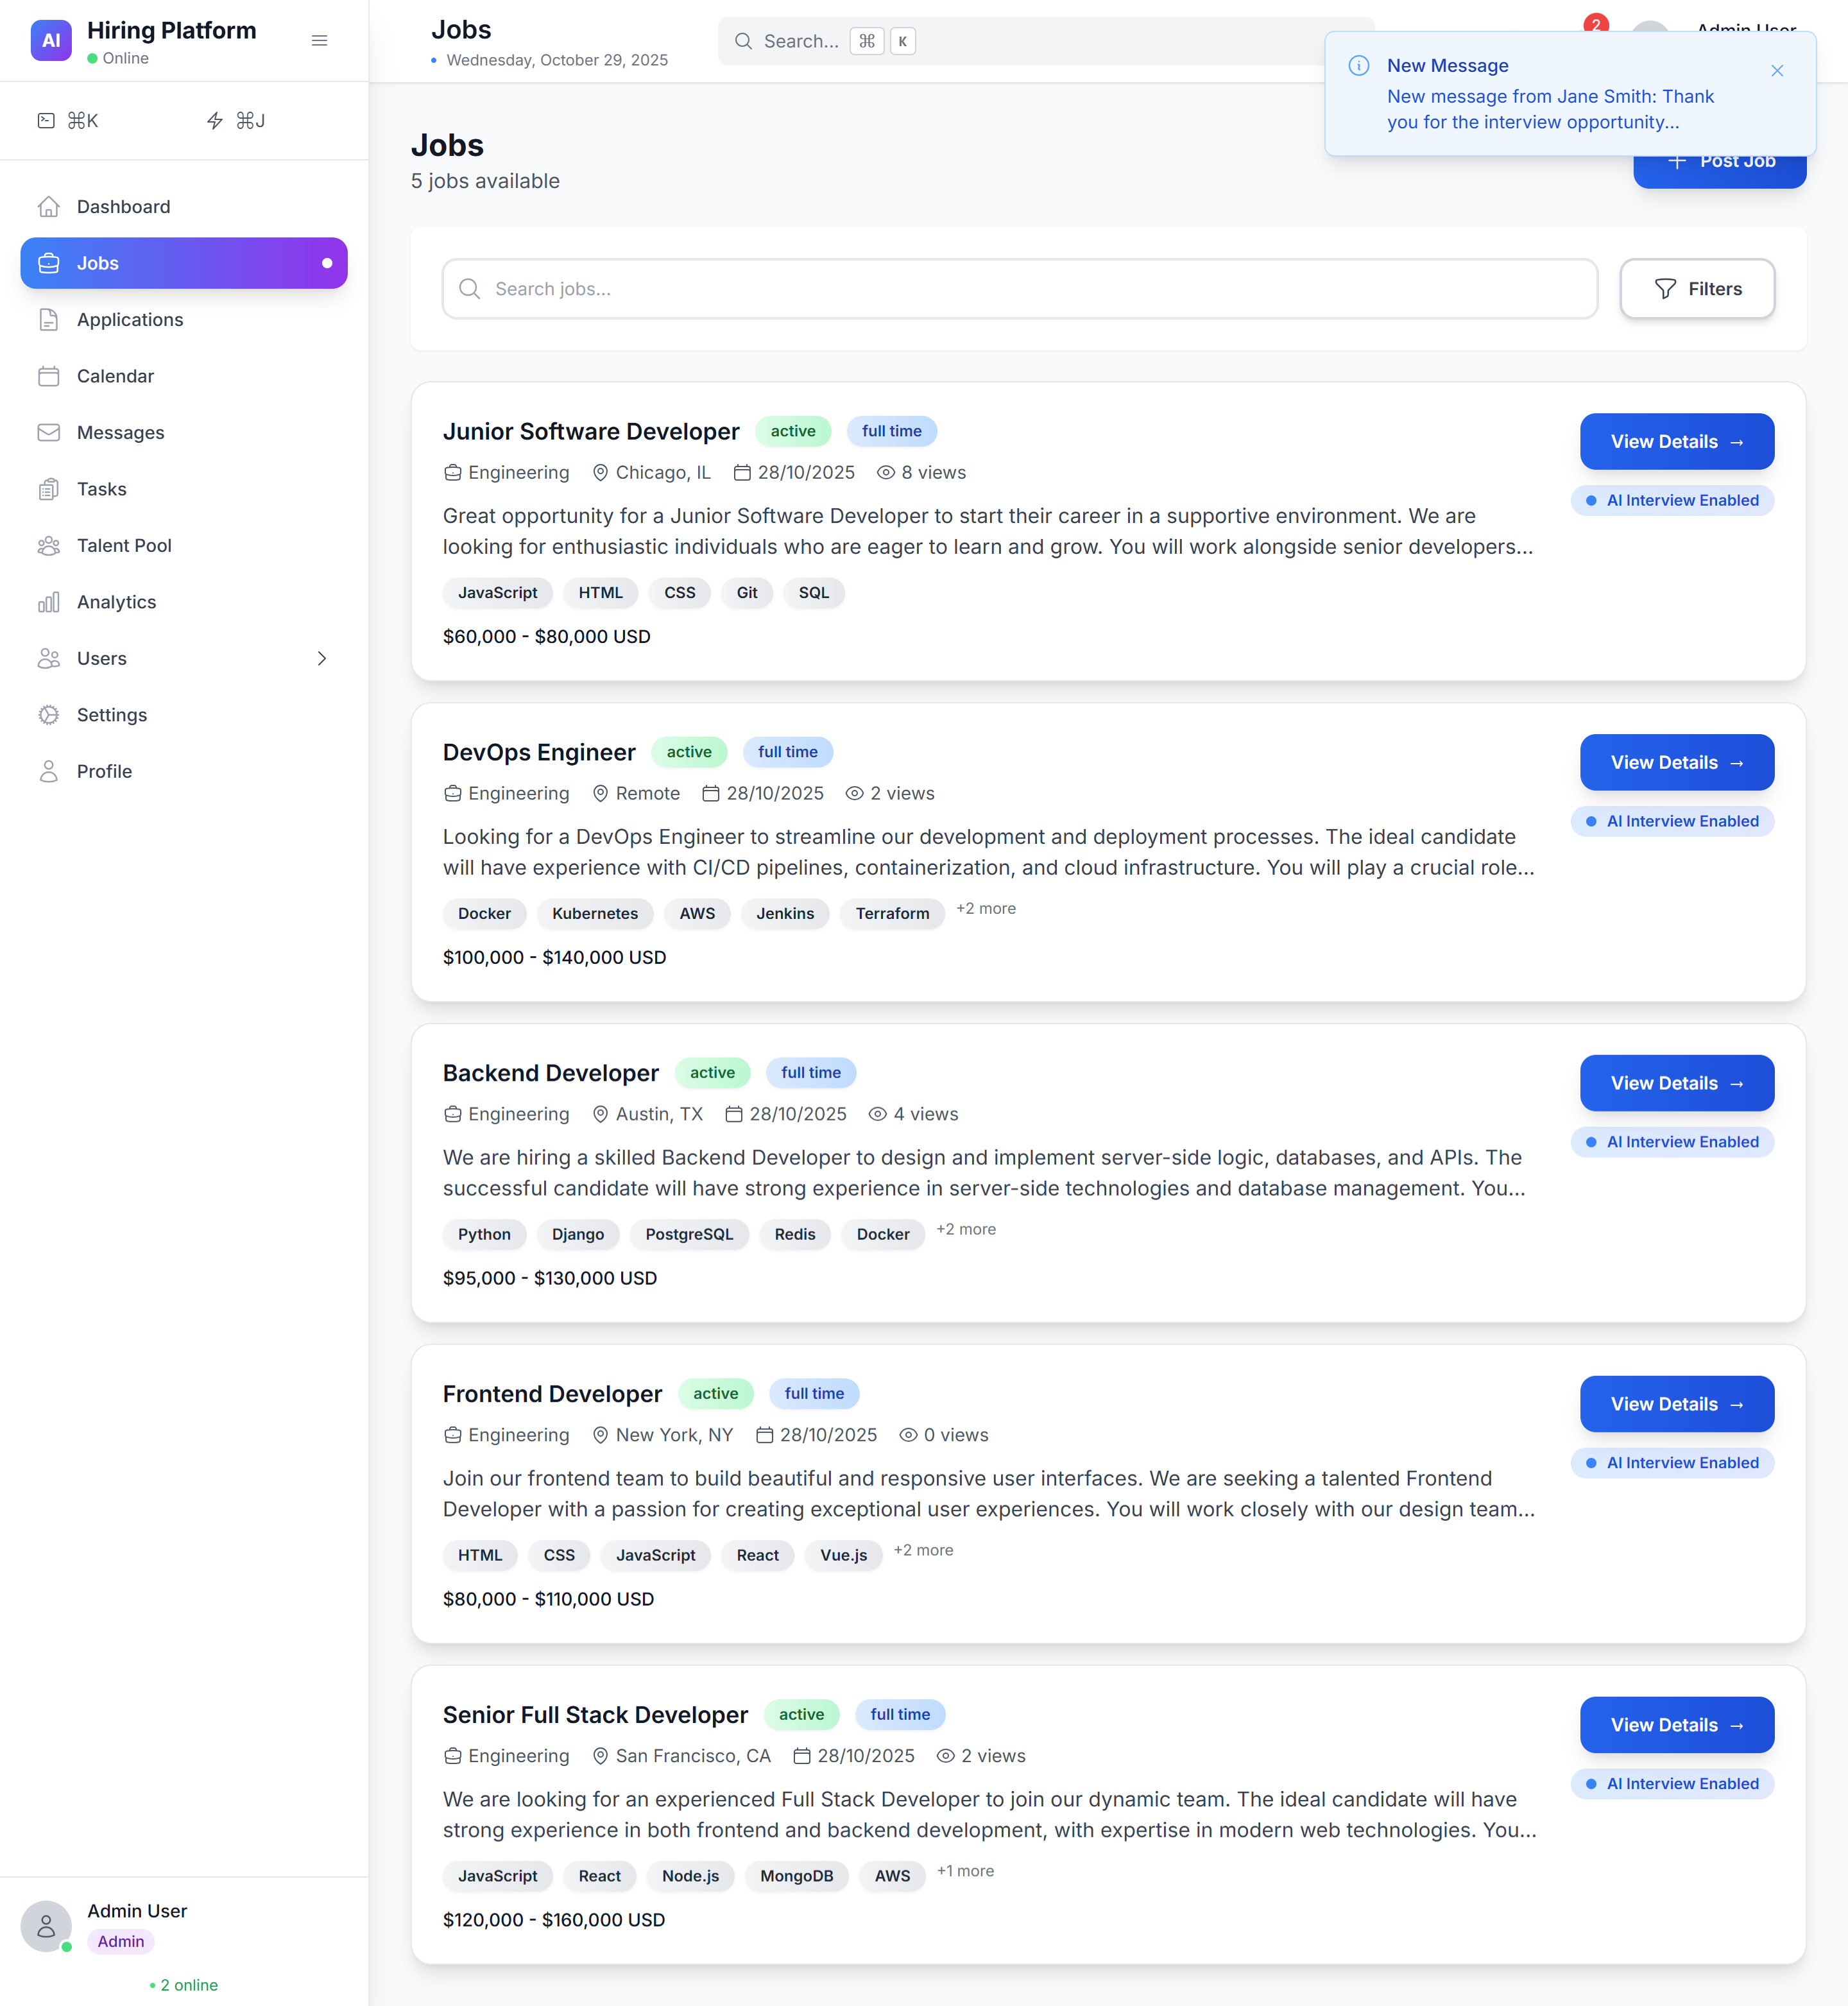 AI
Hiring Platform
Online
⌘K
⌘J
Dashboard
Jobs
Applications
Calendar
Messages
Tasks
Talent Pool
Analytics
Users
Settings
Profile
Admin User
Admin
2 online
Jobs
Wednesday, October 29, 2025
Search... ⌘ K
2
Admin User
New Message
New message from Jane Smith: Thank
you for the interview opportunity...
Jobs
5 jobs available
Post Job
Search jobs...
Filters
Junior Software Developer active full time
Engineering Chicago, IL 28/10/2025 8 views
Great opportunity for a Junior Software Developer to start their career in a supportive environment. We are
looking for enthusiastic individuals who are eager to learn and grow. You will work alongside senior developers...
JavaScript HTML CSS Git SQL
$60,000 - $80,000 USD
View Details →
AI Interview Enabled
DevOps Engineer active full time
Engineering Remote 28/10/2025 2 views
Looking for a DevOps Engineer to streamline our development and deployment processes. The ideal candidate
will have experience with CI/CD pipelines, containerization, and cloud infrastructure. You will play a crucial role...
Docker Kubernetes AWS Jenkins Terraform +2 more
$100,000 - $140,000 USD
View Details →
AI Interview Enabled
Backend Developer active full time
Engineering Austin, TX 28/10/2025 4 views
We are hiring a skilled Backend Developer to design and implement server-side logic, databases, and APIs. The
successful candidate will have strong experience in server-side technologies and database management. You...
Python Django PostgreSQL Redis Docker +2 more
$95,000 - $130,000 USD
View Details →
AI Interview Enabled
Frontend Developer active full time
Engineering New York, NY 28/10/2025 0 views
Join our frontend team to build beautiful and responsive user interfaces. We are seeking a talented Frontend
Developer with a passion for creating exceptional user experiences. You will work closely with our design team...
HTML CSS JavaScript React Vue.js +2 more
$80,000 - $110,000 USD
View Details →
AI Interview Enabled
Senior Full Stack Developer active full time
Engineering San Francisco, CA 28/10/2025 2 views
We are looking for an experienced Full Stack Developer to join our dynamic team. The ideal candidate will have
strong experience in both frontend and backend development, with expertise in modern web technologies. You...
JavaScript React Node.js MongoDB AWS +1 more
$120,000 - $160,000 USD
View Details →
AI Interview Enabled